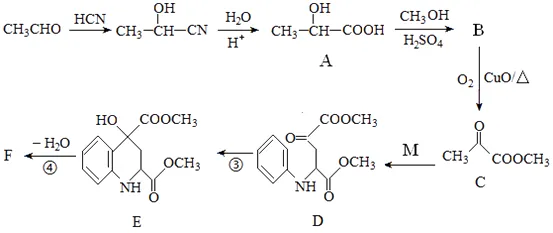 CH₃CHO HCN CH₃-CH-CN OH H₂O H⁺ CH₃-CH-COOH OH CH₃OH H₂SO₄ B
A
O₂ CuO/△
F －H₂O ④ HO COOCH₃ OCH₃ NH O ③ O COOCH₃ OCH₃ NH O M O CH₃ COOCH₃
E D C